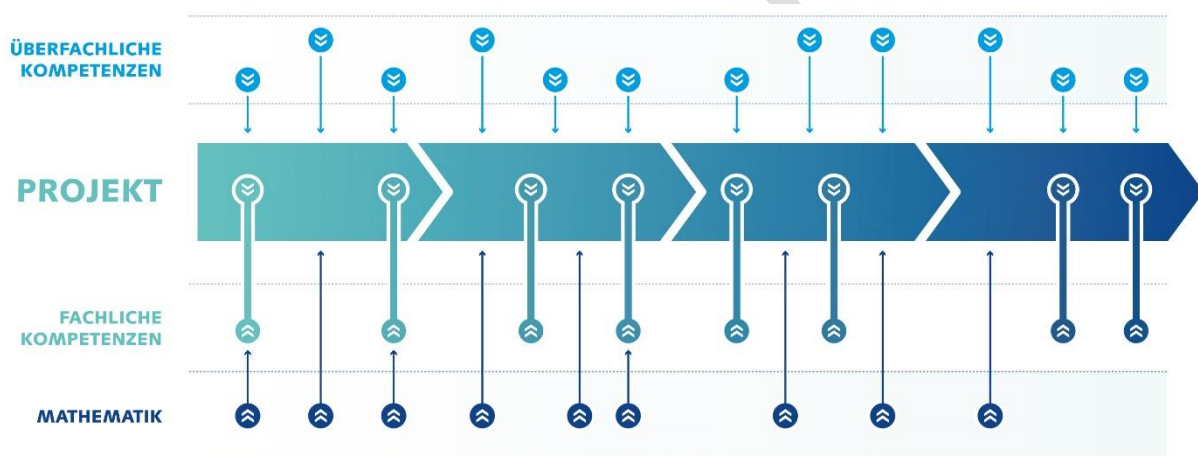 ÜBERFACHLICHE
KOMPETENZEN
PROJEKT
FACHLICHE
KOMPETENZEN
MATHEMATIK